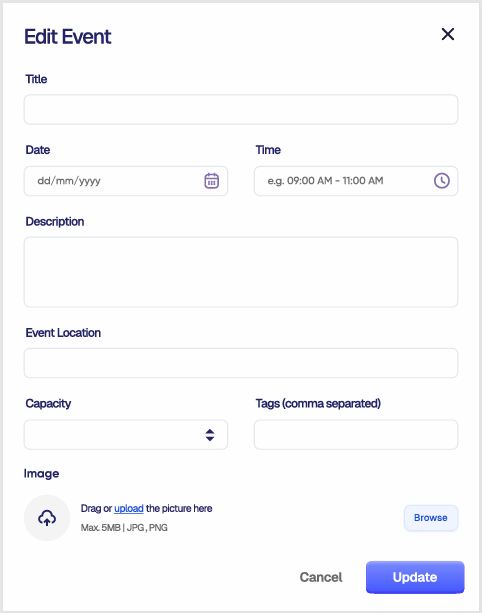 Edit Event
Title
Date
Time
dd/mm/yyyy
e.g. 09:00 AM - 11:00 AM
Description
Event Location
Capacity
Tags (comma separated)
Image
Drag or upload the picture here
Max. 5MB | JPG, PNG
Browse
Cancel
Update